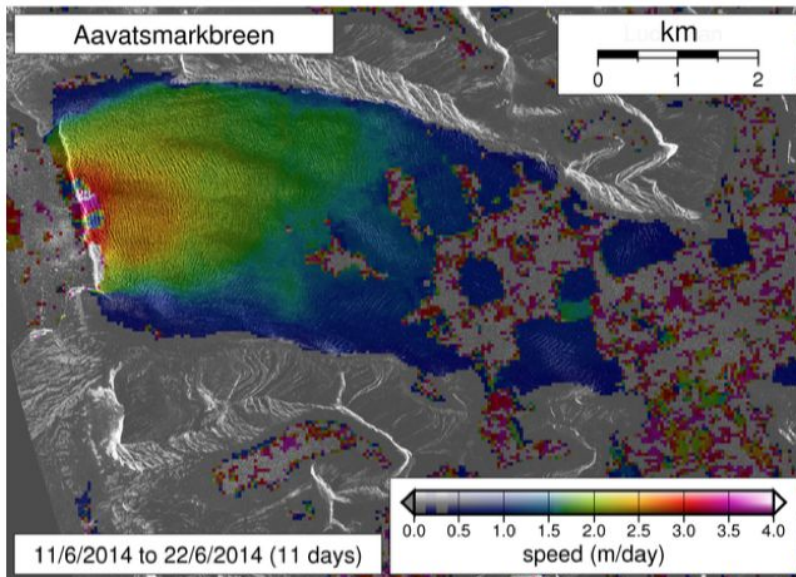 Aavatsmarkbreen
km
0 1 2
0.0 0.5 1.0 1.5 2.0 2.5 3.0 3.5 4.0
speed (m/day)
11/6/2014 to 22/6/2014 (11 days)